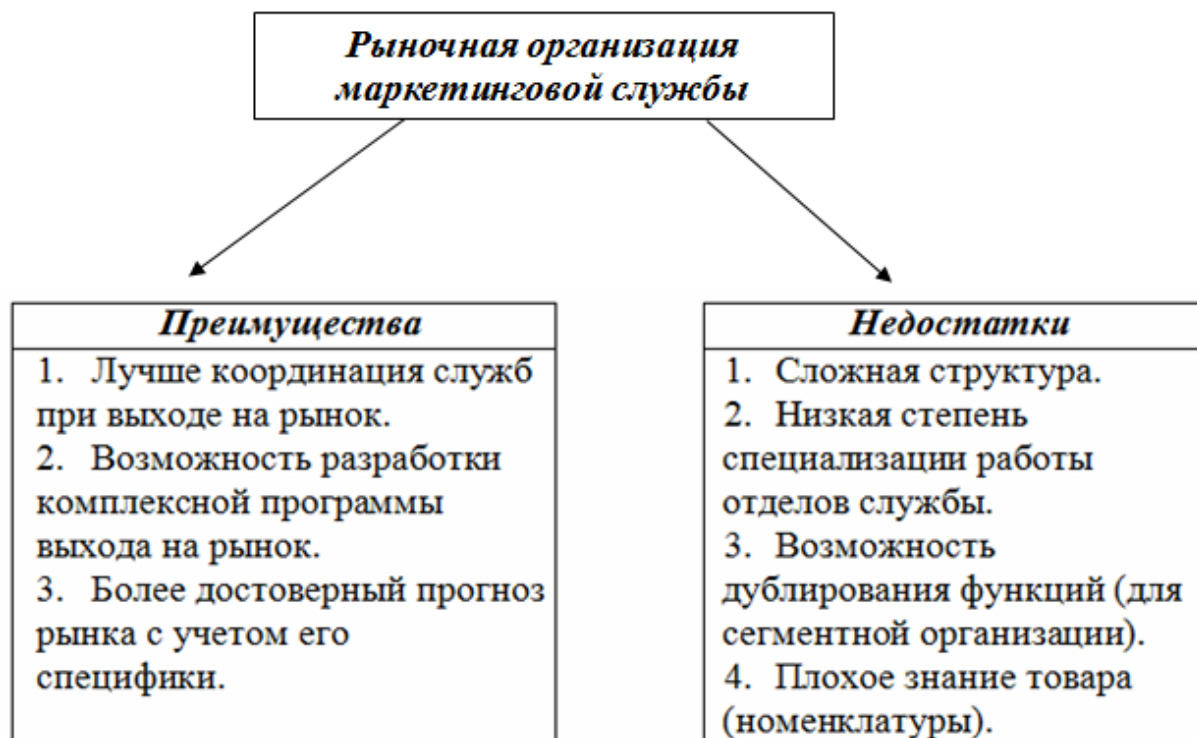 Рыночная организация
маркетинговой службы
Преимущества
1. Лучше координация служб
при выходе на рынок.
2. Возможность разработки
комплексной программы
выхода на рынок.
3. Более достоверный прогноз
рынка с учетом его
специфики.
Недостатки
1. Сложная структура.
2. Низкая степень
специализации работы
отделов службы.
3. Возможность
дублирования функций (для
сегментной организации).
4. Плохое знание товара
(номенклатуры).